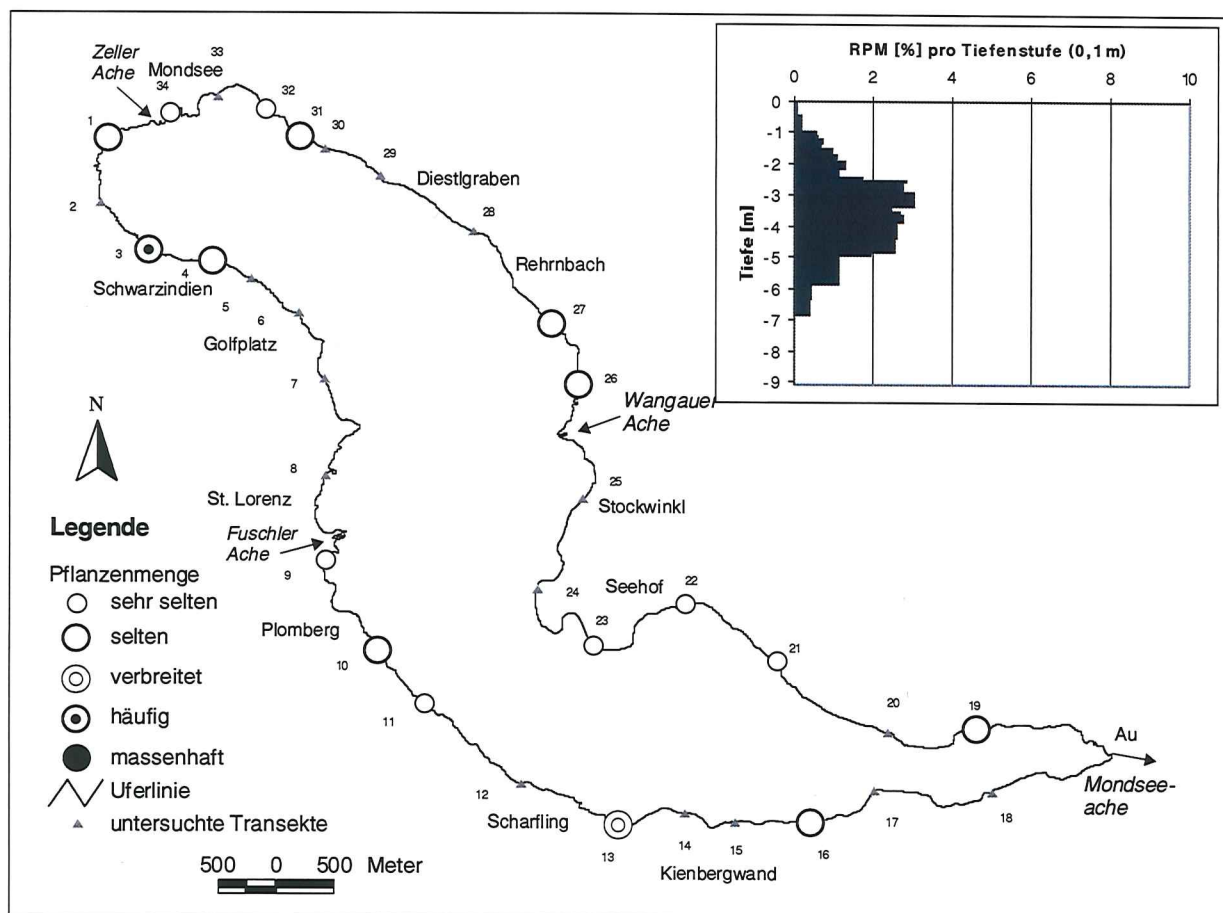 Zeller
Ache
Mondsee
34
33
32
31
30
29
Diestlgraben
28
Rehrnbach
27
26
Wangauer
Ache
25
Stockwinkl
24
23
Seehof
22
21
20
19
Au
Mondsee-
ache
18
17
16
Kienbergwand
15
14
13
Scharfling
12
11
10
Plomberg
9
Fuschler
Ache
St. Lorenz
8
7
Golfplatz
6
5
4
Schwarzindien
3
2
1
N
Legende
Pflanzenmenge
sehr selten
selten
verbreitet
häufig
massenhaft
Uferlinie
untersuchte Transekte
500 0 500 Meter
RPM [%] pro Tiefenstufe (0,1m)
0 2 4 6 8 10
Tiefe [m]
0
-1
-2
-3
-4
-5
-6
-7
-8
-9